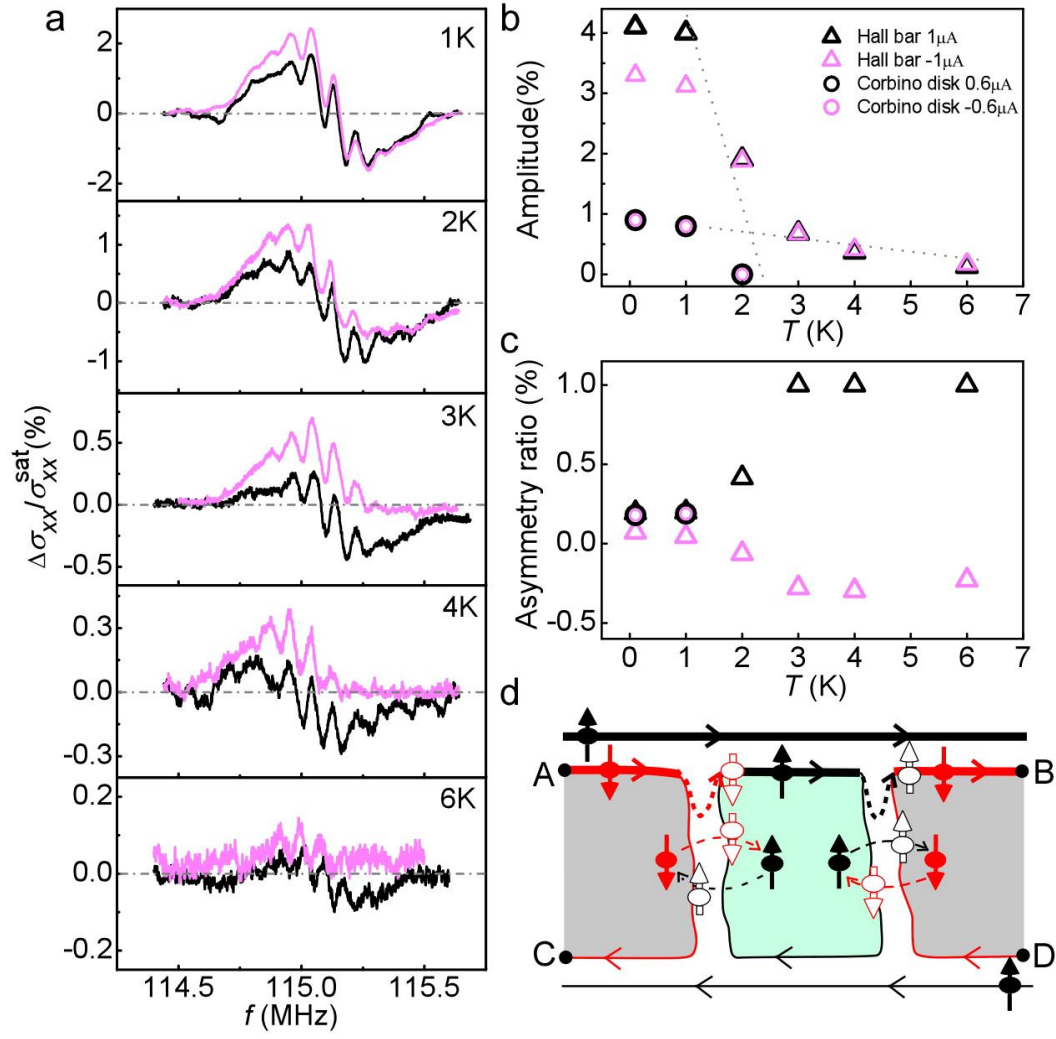 a
1K
2
0
-2
2K
1
0
-1
3K
0.5
0.0
-0.5
4K
0.3
0.0
-0.3
6K
0.2
0.0
-0.2
114.5 115.0 115.5
f (MHz)
Δσxx/σxx^sat(%)
b
Amplitude(%)
4
3
2
1
0
Hall bar 1μA
Hall bar -1μA
Corbino disk 0.6μA
Corbino disk -0.6μA
0 1 2 3 4 5 6 7
T (K)
c
Asymmetry ratio (%)
1.0
0.5
0.0
-0.5
0 1 2 3 4 5 6 7
T (K)
d
A B
C D